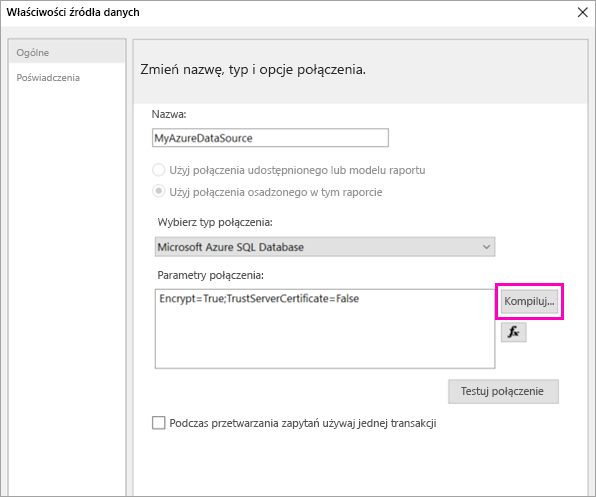 Właściwości źródła danych
Ogólne
Poświadczenia
Zmień nazwę, typ i opcje połączenia.
Nazwa:
MyAzureDataSource
Użyj połączenia udostępnionego lub modelu raportu
Użyj połączenia osadzonego w tym raporcie
Wybierz typ połączenia:
Microsoft Azure SQL Database
Parametry połączenia:
Encrypt=True;TrustServerCertificate=False
Kompiluj...
fx
Testuj połączenie
Podczas przetwarzania zapytań używaj jednej transakcji